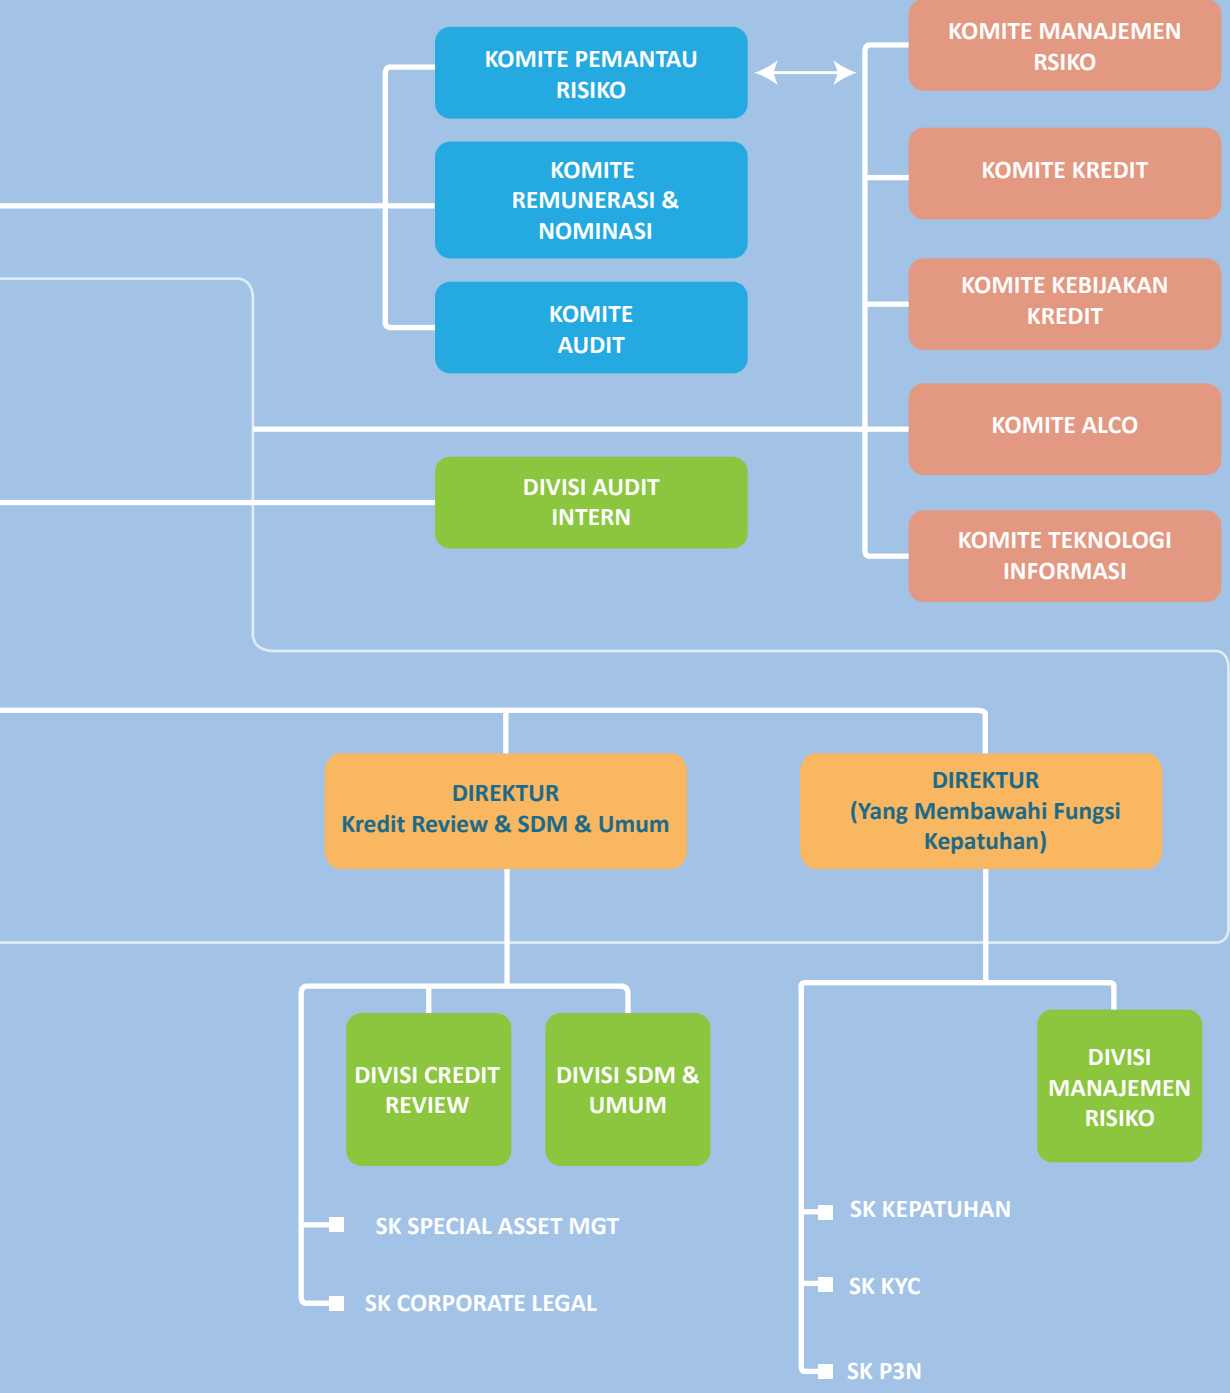 KOMITE PEMANTAU
RISIKO
KOMITE
REMUNERASI &
NOMINASI
KOMITE
AUDIT
DIVISI AUDIT
INTERN
KOMITE MANAJEMEN
RSIKO
KOMITE KREDIT
KOMITE KEBIJAKAN
KREDIT
KOMITE ALCO
KOMITE TEKNOLOGI
INFORMASI
DIREKTUR
Kredit Review & SDM & Umum
DIREKTUR
(Yang Membawahi Fungsi
Kepatuhan)
DIVISI CREDIT
REVIEW
DIVISI SDM &
UMUM
SK SPECIAL ASSET MGT
SK CORPORATE LEGAL
DIVISI
MANAJEMEN
RISIKO
SK KEPATUHAN
SK KYC
SK P3N